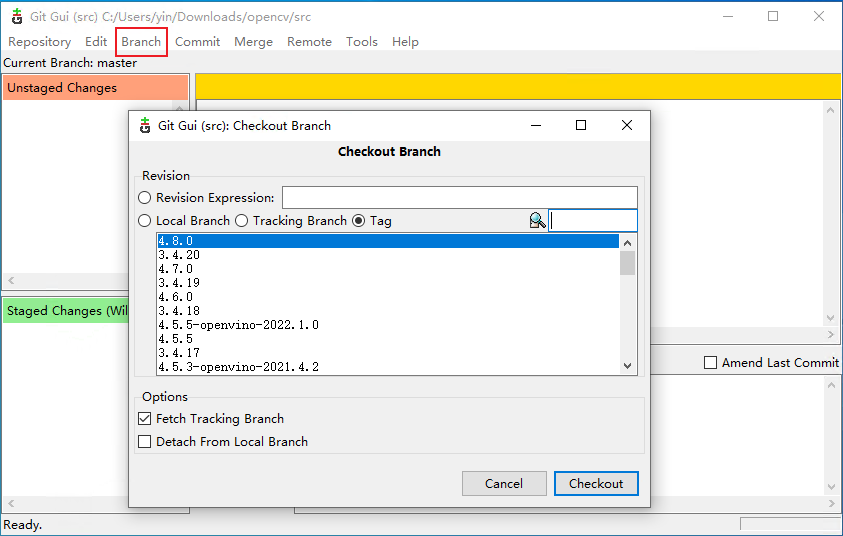 Git Gui (src) C:/Users/yin/Downloads/opencv/src
Repository Edit Branch Commit Merge Remote Tools Help
Current Branch: master
Unstaged Changes
Git Gui (src): Checkout Branch
Checkout Branch
Revision
Revision Expression:
Local Branch Tracking Branch Tag
4.8.0
3.4.20
4.7.0
3.4.19
4.6.0
3.4.18
4.5.5-openvino-2022.1.0
4.5.5
3.4.17
4.5.3-openvino-2021.4.2
Staged Changes (Wil
Amend Last Commit
Options
Fetch Tracking Branch
Detach From Local Branch
Cancel Checkout
Ready.